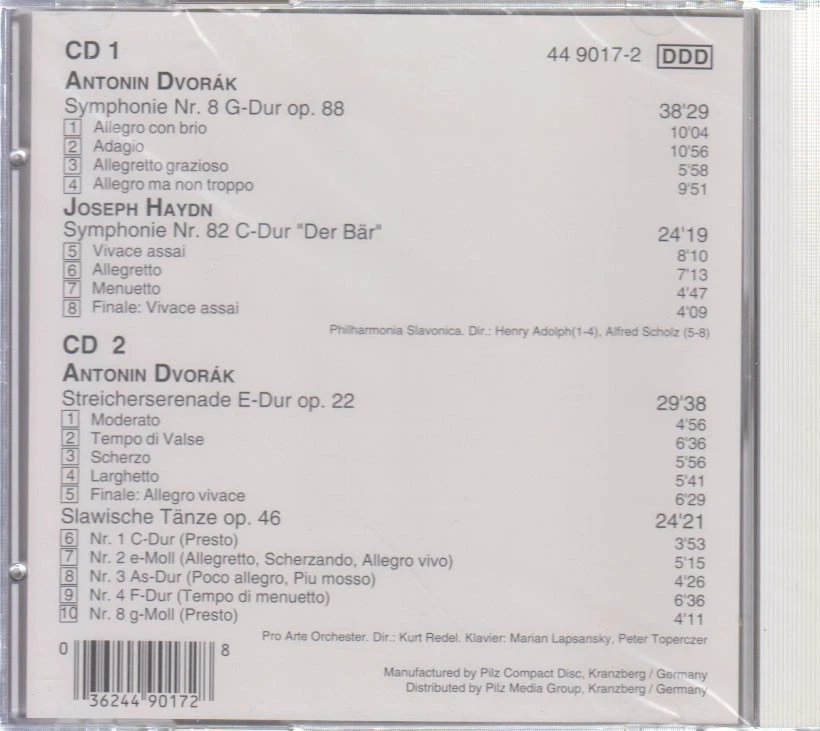 CD 1 44 9017-2 DDD
ANTONIN DVORÁK
Symphonie Nr. 8 G-Dur op. 88 38'29
1 Allegro con brio 10'04
2 Adagio 10'56
3 Allegretto grazioso 5'58
4 Allegro ma non troppo 9'51
JOSEPH HAYDN
Symphonie Nr. 82 C-Dur "Der Bär" 24'19
5 Vivace assai 8'10
6 Allegretto 7'13
7 Menuetto 4'47
8 Finale: Vivace assai 4'09
Philharmonia Slavonica. Dir.: Henry Adolph(1-4), Alfred Scholz (5-8)
CD 2
ANTONIN DVORÁK
Streicherserenade E-Dur op. 22 29'38
1 Moderato 4'56
2 Tempo di Valse 6'36
3 Scherzo 5'56
4 Larghetto 5'41
5 Finale: Allegro vivace 6'29
Slawische Tänze op. 46 24'21
6 Nr. 1 C-Dur (Presto) 3'53
7 Nr. 2 e-Moll (Allegretto, Scherzando, Allegro vivo) 5'15
8 Nr. 3 As-Dur (Poco allegro, Piu mosso) 4'26
9 Nr. 4 F-Dur (Tempo di menuetto) 6'36
10 Nr. 8 g-Moll (Presto) 4'11
Pro Arte Orchester. Dir.: Kurt Redel. Klavier: Marian Lapsansky, Peter Toperczer
0 36244 90172 8
Manufactured by Pilz Compact Disc, Kranzberg / Germany
Distributed by Pilz Media Group, Kranzberg / Germany